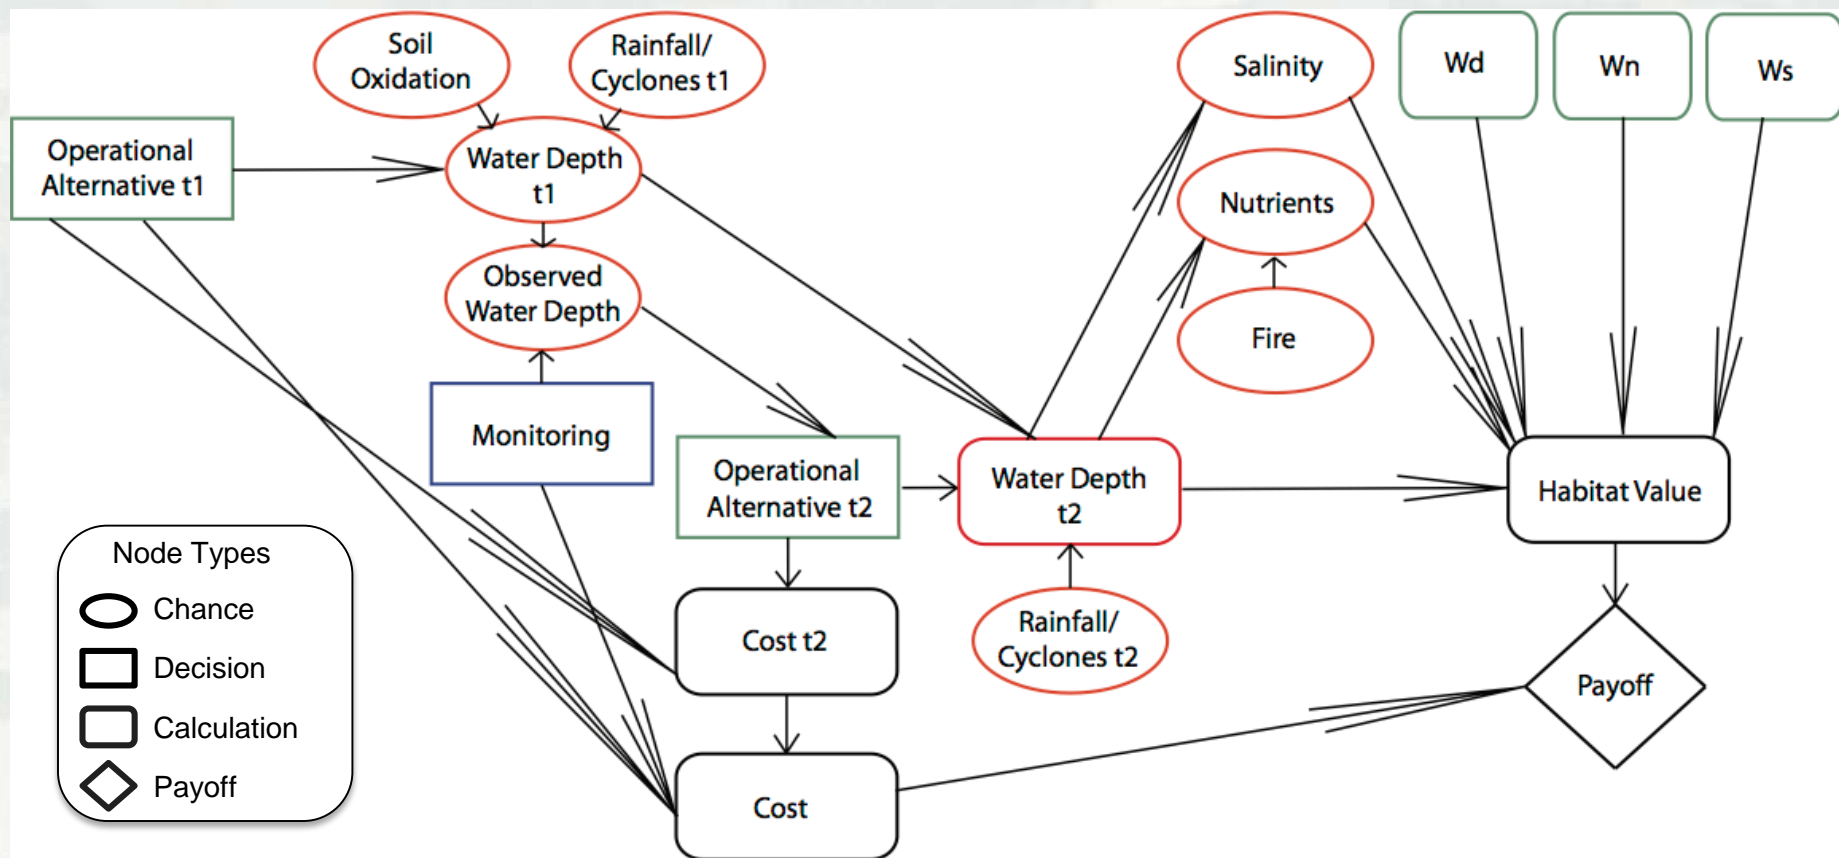 Soil
Oxidation
Rainfall/
Cyclones t1
Salinity
Wd
Wn
Ws
Operational
Alternative t1
Water Depth
t1
Nutrients
Observed
Water Depth
Fire
Monitoring
Operational
Alternative t2
Water Depth
t2
Habitat Value
Node Types
Chance
Decision
Calculation
Payoff
Cost t2
Rainfall/
Cyclones t2
Payoff
Cost